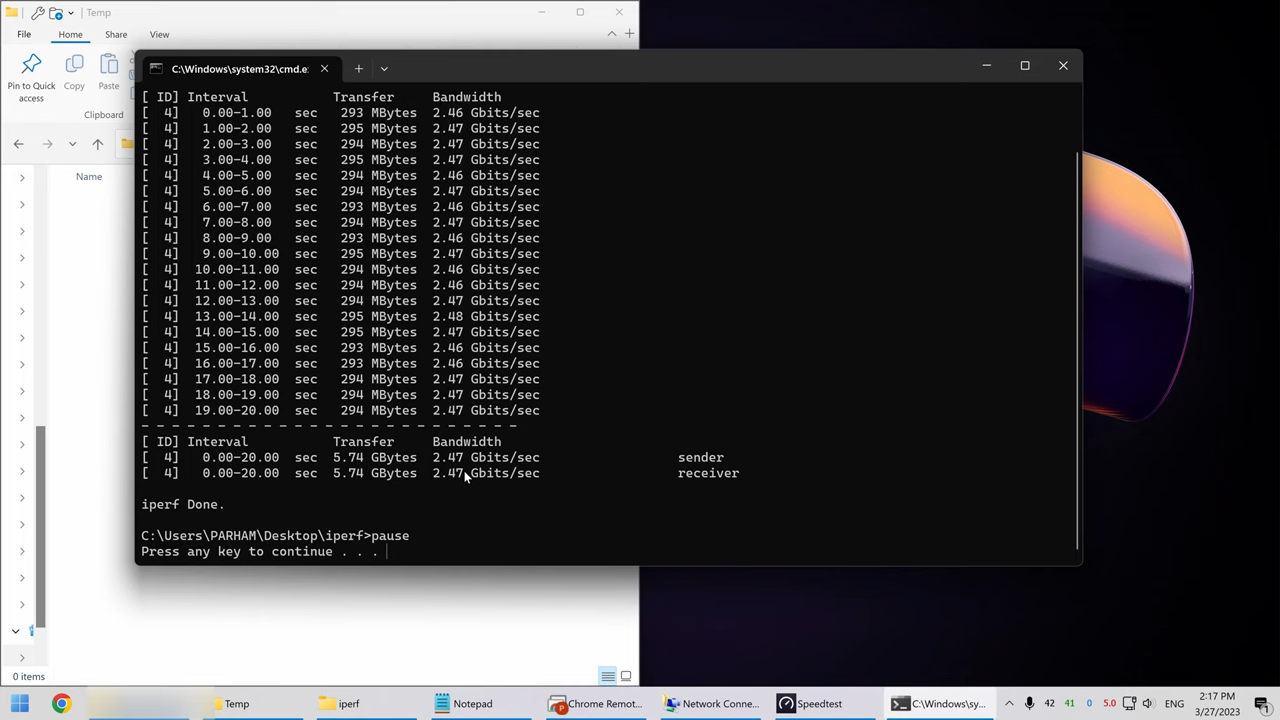 Temp
File Home Share View
Pin to Quick access
Copy
Paste
Clipboard
Name
0 items
C:\Windows\system32\cmd.e:
[ ID] Interval Transfer Bandwidth
[ 4] 0.00-1.00 sec 293 MBytes 2.46 Gbits/sec
[ 4] 1.00-2.00 sec 295 MBytes 2.47 Gbits/sec
[ 4] 2.00-3.00 sec 294 MBytes 2.47 Gbits/sec
[ 4] 3.00-4.00 sec 295 MBytes 2.47 Gbits/sec
[ 4] 4.00-5.00 sec 294 MBytes 2.46 Gbits/sec
[ 4] 5.00-6.00 sec 294 MBytes 2.47 Gbits/sec
[ 4] 6.00-7.00 sec 293 MBytes 2.46 Gbits/sec
[ 4] 7.00-8.00 sec 294 MBytes 2.47 Gbits/sec
[ 4] 8.00-9.00 sec 293 MBytes 2.46 Gbits/sec
[ 4] 9.00-10.00 sec 295 MBytes 2.47 Gbits/sec
[ 4] 10.00-11.00 sec 294 MBytes 2.46 Gbits/sec
[ 4] 11.00-12.00 sec 294 MBytes 2.46 Gbits/sec
[ 4] 12.00-13.00 sec 294 MBytes 2.47 Gbits/sec
[ 4] 13.00-14.00 sec 295 MBytes 2.48 Gbits/sec
[ 4] 14.00-15.00 sec 295 MBytes 2.47 Gbits/sec
[ 4] 15.00-16.00 sec 293 MBytes 2.46 Gbits/sec
[ 4] 16.00-17.00 sec 294 MBytes 2.46 Gbits/sec
[ 4] 17.00-18.00 sec 294 MBytes 2.47 Gbits/sec
[ 4] 18.00-19.00 sec 294 MBytes 2.47 Gbits/sec
[ 4] 19.00-20.00 sec 294 MBytes 2.47 Gbits/sec
- - - - - - - - - - - - - - - - - - - - - - - - -
[ ID] Interval Transfer Bandwidth
[ 4] 0.00-20.00 sec 5.74 GBytes 2.47 Gbits/sec sender
[ 4] 0.00-20.00 sec 5.74 GBytes 2.47 Gbits/sec receiver
iperf Done.
C:\Users\PARHAM\Desktop\iperf>pause
Press any key to continue . . .
Temp iperf Notepad Chrome Remot... Network Conne... Speedtest C:\Windows\sy... 42 41 0 5.0 ENG 2:17 PM
3/27/2023